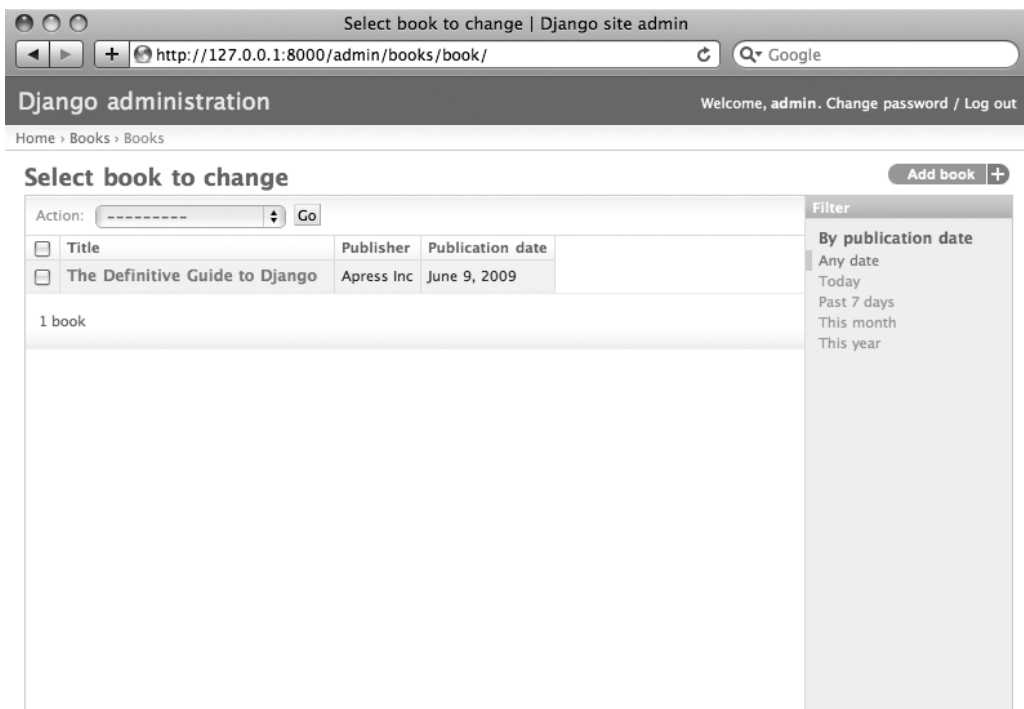 Select book to change | Django site admin
http://127.0.0.1:8000/admin/books/book/
Google
Django administration
Welcome, admin. Change password / Log out
Home › Books › Books
Select book to change
Add book +
Action: --------- Go
Title Publisher Publication date
The Definitive Guide to Django Apress Inc June 9, 2009
1 book
Filter
By publication date
Any date
Today
Past 7 days
This month
This year